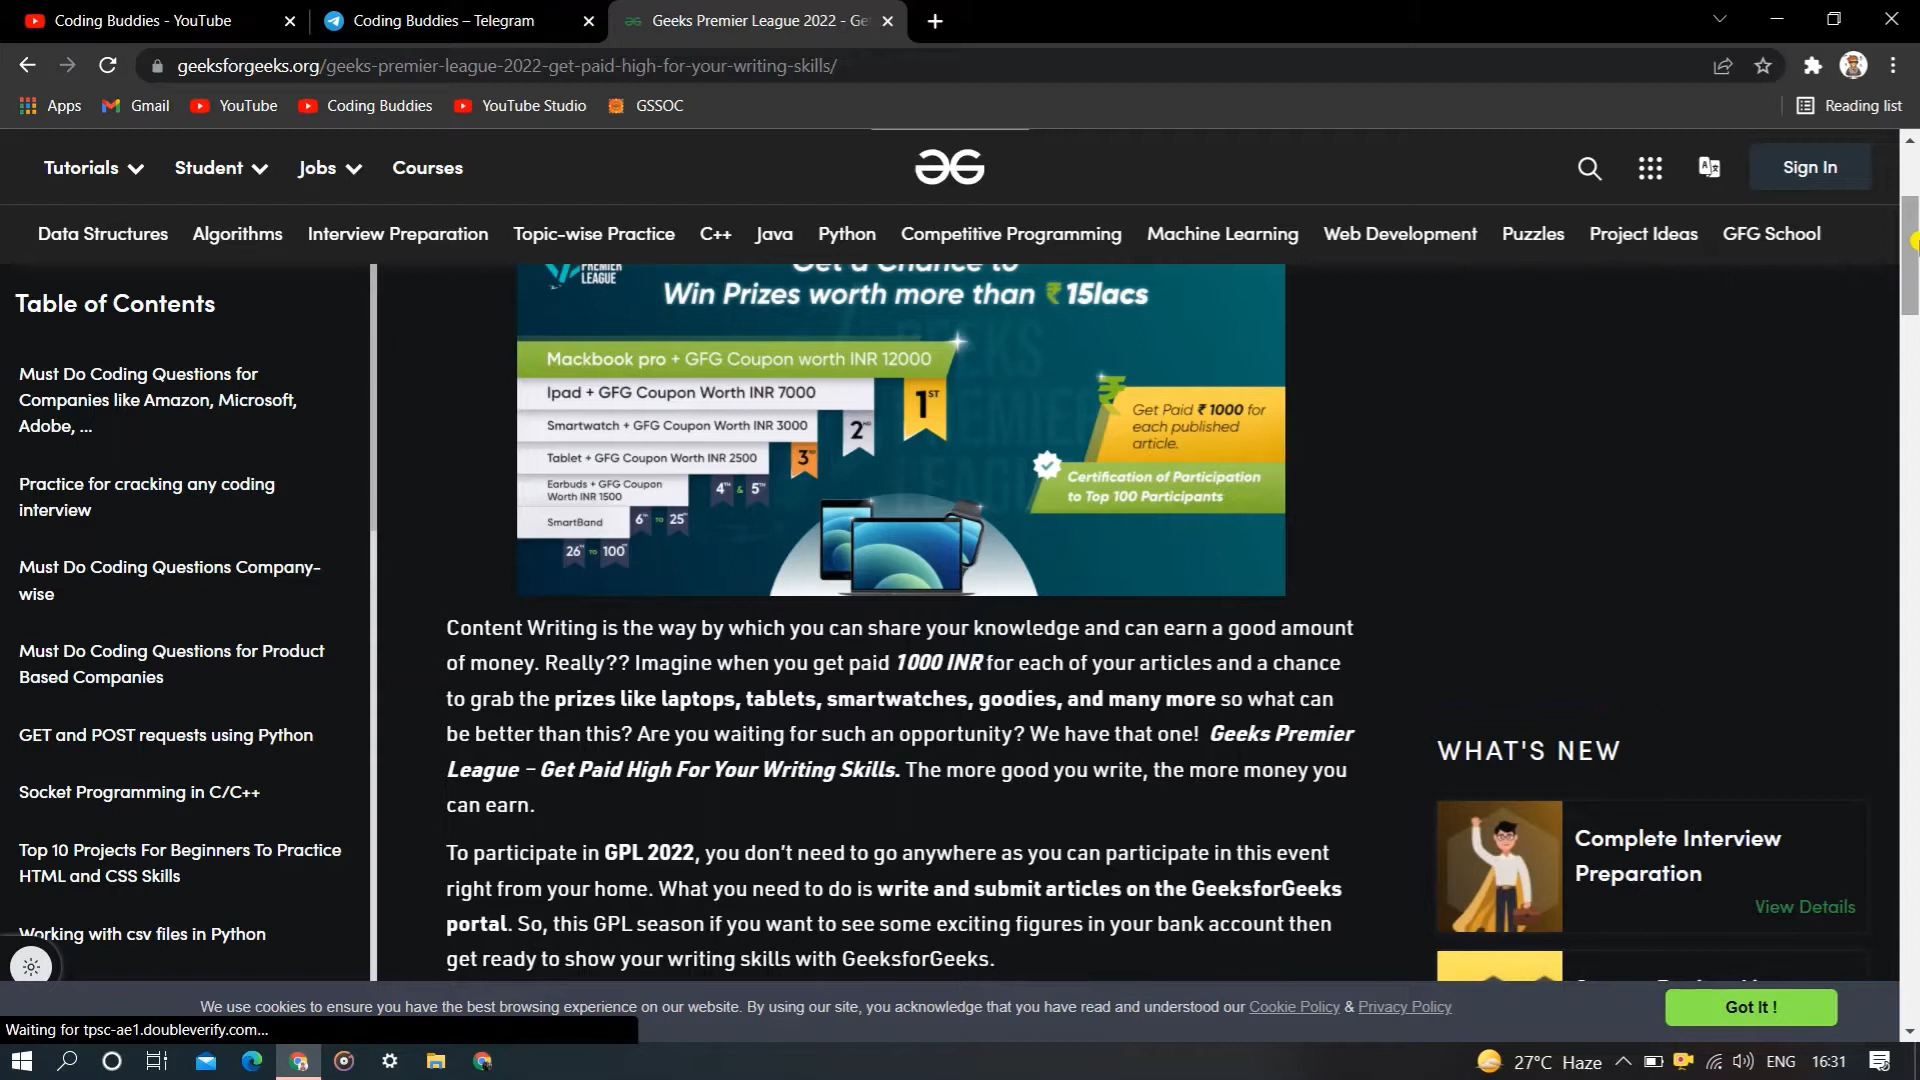 Coding Buddies - YouTube
Coding Buddies – Telegram
Geeks Premier League 2022 - Ge
geeksforgeeks.org/geeks-premier-league-2022-get-paid-high-for-your-writing-skills/
Apps
Gmail
YouTube
Coding Buddies
YouTube Studio
GSSOC
Reading list
Tutorials
Student
Jobs
Courses
Sign In
Data Structures
Algorithms
Interview Preparation
Topic-wise Practice
C++
Java
Python
Competitive Programming
Machine Learning
Web Development
Puzzles
Project Ideas
GFG School
Table of Contents
Must Do Coding Questions for
Companies like Amazon, Microsoft,
Adobe, ...
Practice for cracking any coding
interview
Must Do Coding Questions Company-
wise
Must Do Coding Questions for Product
Based Companies
GET and POST requests using Python
Socket Programming in C/C++
Top 10 Projects For Beginners To Practice
HTML and CSS Skills
Working with csv files in Python
PREMIER
LEAGUE
Get a Chance to
Win Prizes worth more than ₹ 15lacs
Mackbook pro + GFG Coupon worth INR 12000
1ST
Ipad + GFG Coupon Worth INR 7000
2ND
Smartwatch + GFG Coupon Worth INR 3000
3RD
Tablet + GFG Coupon Worth INR 2500
4TH & 5TH
Earbuds + GFG Coupon
Worth INR 1500
6TH TO 25TH
SmartBand
26TH TO 100TH
GEEKS
PREMIER
LEAGUE
Get Paid ₹ 1000 for
each published
article.
Certification of Participation
to Top 100 Participants
Content Writing is the way by which you can share your knowledge and can earn a good amount
of money. Really?? Imagine when you get paid 1000 INR for each of your articles and a chance
to grab the prizes like laptops, tablets, smartwatches, goodies, and many more so what can
be better than this? Are you waiting for such an opportunity? We have that one! Geeks Premier
League – Get Paid High For Your Writing Skills. The more good you write, the more money you
can earn.
To participate in GPL 2022, you don't need to go anywhere as you can participate in this event
right from your home. What you need to do is write and submit articles on the GeeksforGeeks
portal. So, this GPL season if you want to see some exciting figures in your bank account then
get ready to show your writing skills with GeeksforGeeks.
WHAT'S NEW
Complete Interview
Preparation
View Details
We use cookies to ensure you have the best browsing experience on our website. By using our site, you acknowledge that you have read and understood our Cookie Policy & Privacy Policy
Got It !
Waiting for tpsc-ae1.doubleverify.com...
27°C Haze
ENG
16:31